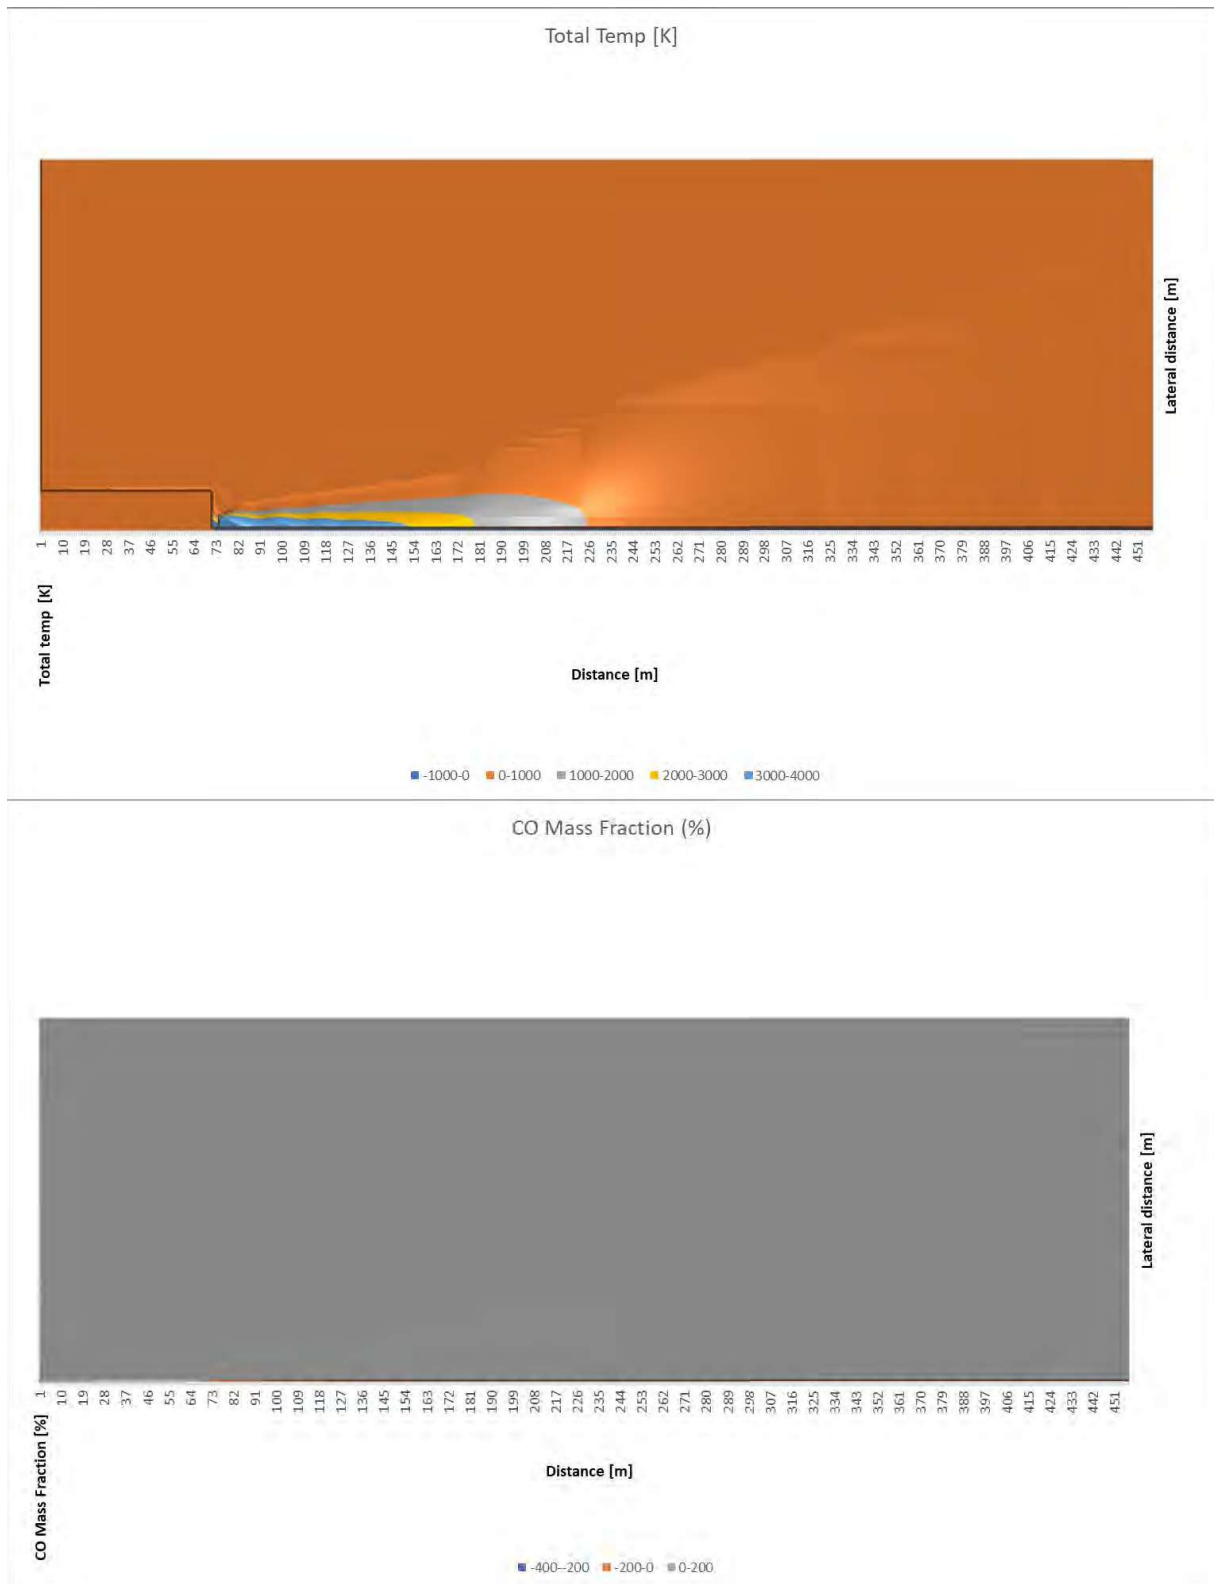 Total Temp [K]
Lateral distance [m]
1 10 19 28 37 46 55 64 73 82 91 100 109 118 127 136 145 154 163 172 181 190 199 208 217 226 235 244 253 262 271 280 289 298 307 316 325 334 343 352 361 370 379 388 397 406 415 424 433 442 451
Total temp [K]
Distance [m]
-1000-0 0-1000 1000-2000 2000-3000 3000-4000
CO Mass Fraction (%)
Lateral distance [m]
1 10 19 28 37 46 55 64 73 82 91 100 109 118 127 136 145 154 163 172 181 190 199 208 217 226 235 244 253 262 271 280 289 298 307 316 325 334 343 352 361 370 379 388 397 406 415 424 433 442 451
CO Mass Fraction [%]
Distance [m]
-400--200 -200-0 0-200